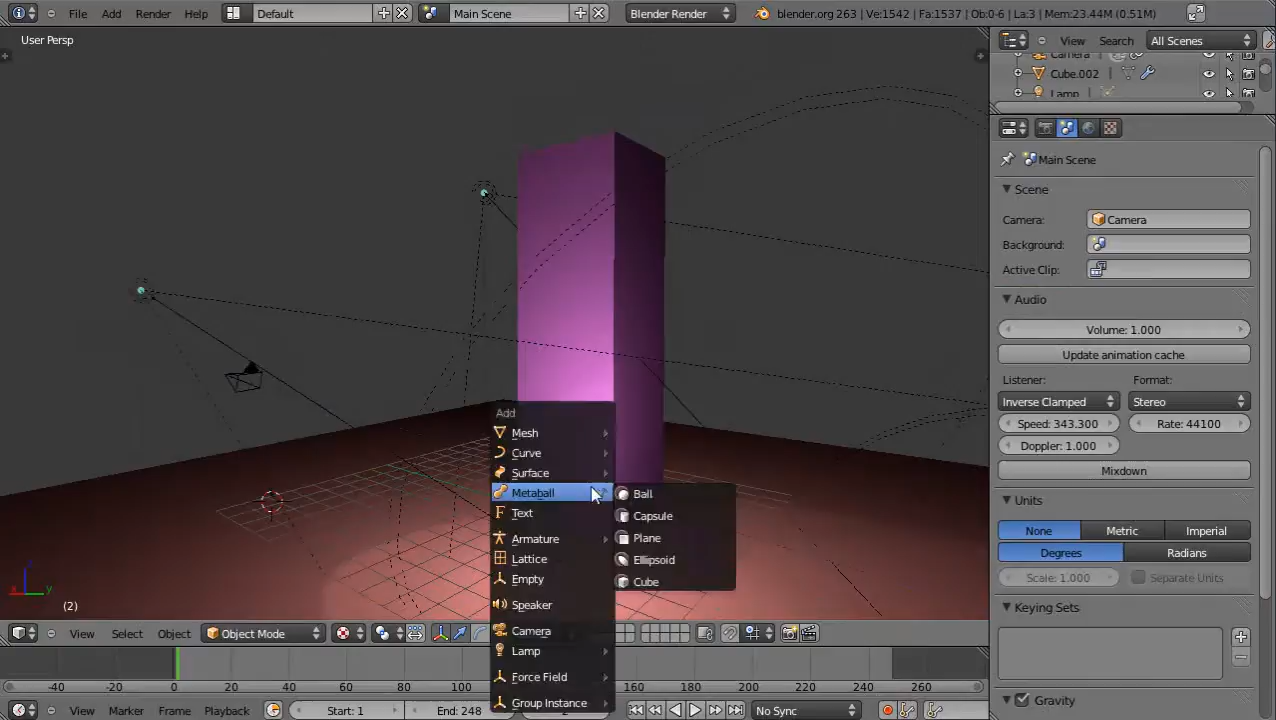 File Add Render Help Default Main Scene Blender Render blender.org 263 | Ve:1542 | Fa:1537 | Ob:0-6 | La:3 | Mem:23.44M (0.51M)
User Persp
View Search All Scenes
Camera
Cube.002
Lamp
Main Scene
Scene
Camera: Camera
Background:
Active Clip:
Audio
Volume: 1.000
Update animation cache
Listener: Format:
Inverse Clamped Stereo
Speed: 343.300 Rate: 44100
Doppler: 1.000
Mixdown
Units
None Metric Imperial
Degrees Radians
Scale: 1.000 Separate Units
Keying Sets
Gravity
Add
Mesh
Curve
Surface
Metaball
Text
Armature
Lattice
Empty
Speaker
Camera
Lamp
Force Field
Group Instance
Ball
Capsule
Plane
Ellipsoid
Cube
x y
(2)
View Select Object Object Mode
-40 -20 0 20 40 60 80 100 160 180 200 220 240 260
View Marker Frame Playback Start: 1 End: 248 No Sync